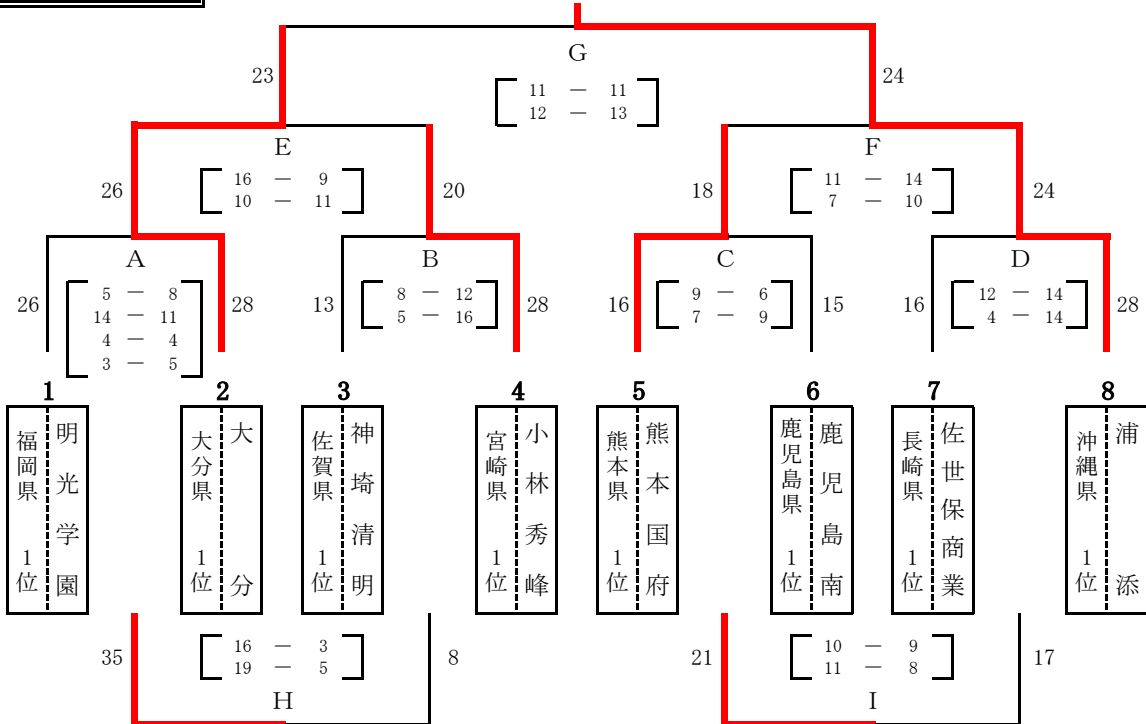 G
23
24
11 － 11
12 － 13
E
F
26
16 － 9
10 － 11
20
18
11 － 14
7 － 10
24
A
B
C
D
26
5 － 8
14 － 11
4 － 4
3 － 5
28
13
8 － 12
5 － 16
28
16
9 － 6
7 － 9
15
16
12 － 14
4 － 14
28
1
2
3
4
5
6
7
8
福岡県 1位
明光学園
大分県 1位
大分
佐賀県 1位
神埼清明
宮崎県 1位
小林秀峰
熊本県 1位
熊本国府
鹿児島県 1位
鹿児島南
長崎県 1位
佐世保商業
沖縄県 1位
浦添
35
16 － 3
19 － 5
8
21
10 － 9
11 － 8
17
H
I